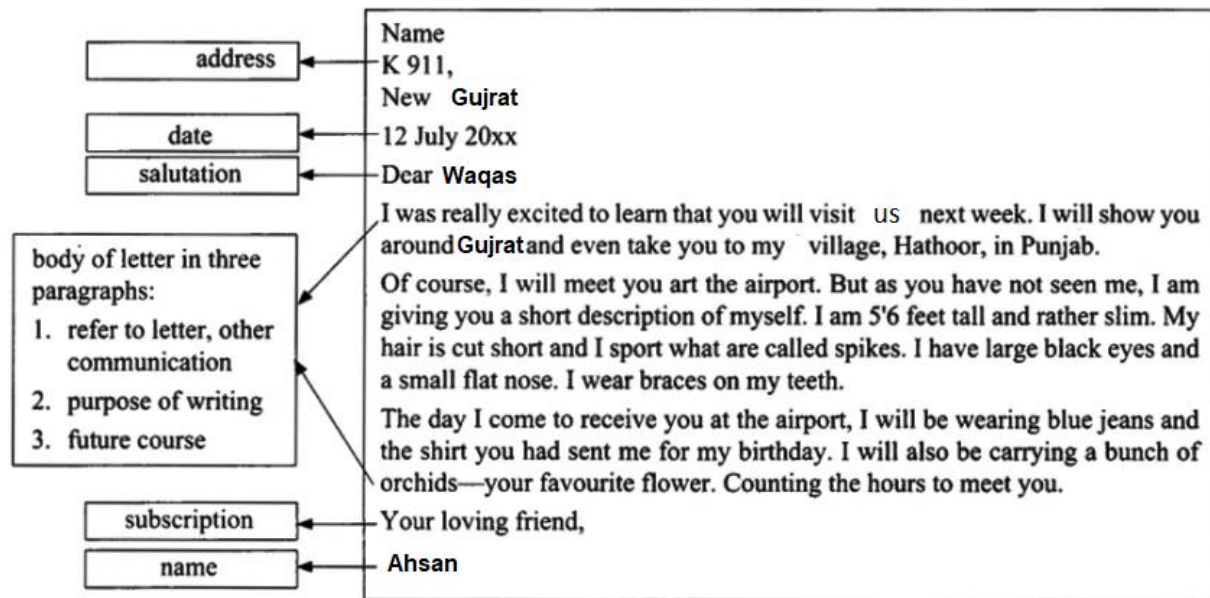 address
date
salutation
body of letter in three
paragraphs:
1. refer to letter, other
communication
2. purpose of writing
3. future course
subscription
name
Name
K 911,
New Gujrat
12 July 20xx
Dear Waqas
I was really excited to learn that you will visit us next week. I will show you
around Gujrat and even take you to my village, Hathoor, in Punjab.
Of course, I will meet you art the airport. But as you have not seen me, I am
giving you a short description of myself. I am 5'6 feet tall and rather slim. My
hair is cut short and I sport what are called spikes. I have large black eyes and
a small flat nose. I wear braces on my teeth.
The day I come to receive you at the airport, I will be wearing blue jeans and
the shirt you had sent me for my birthday. I will also be carrying a bunch of
orchids—your favourite flower. Counting the hours to meet you.
Your loving friend,
Ahsan